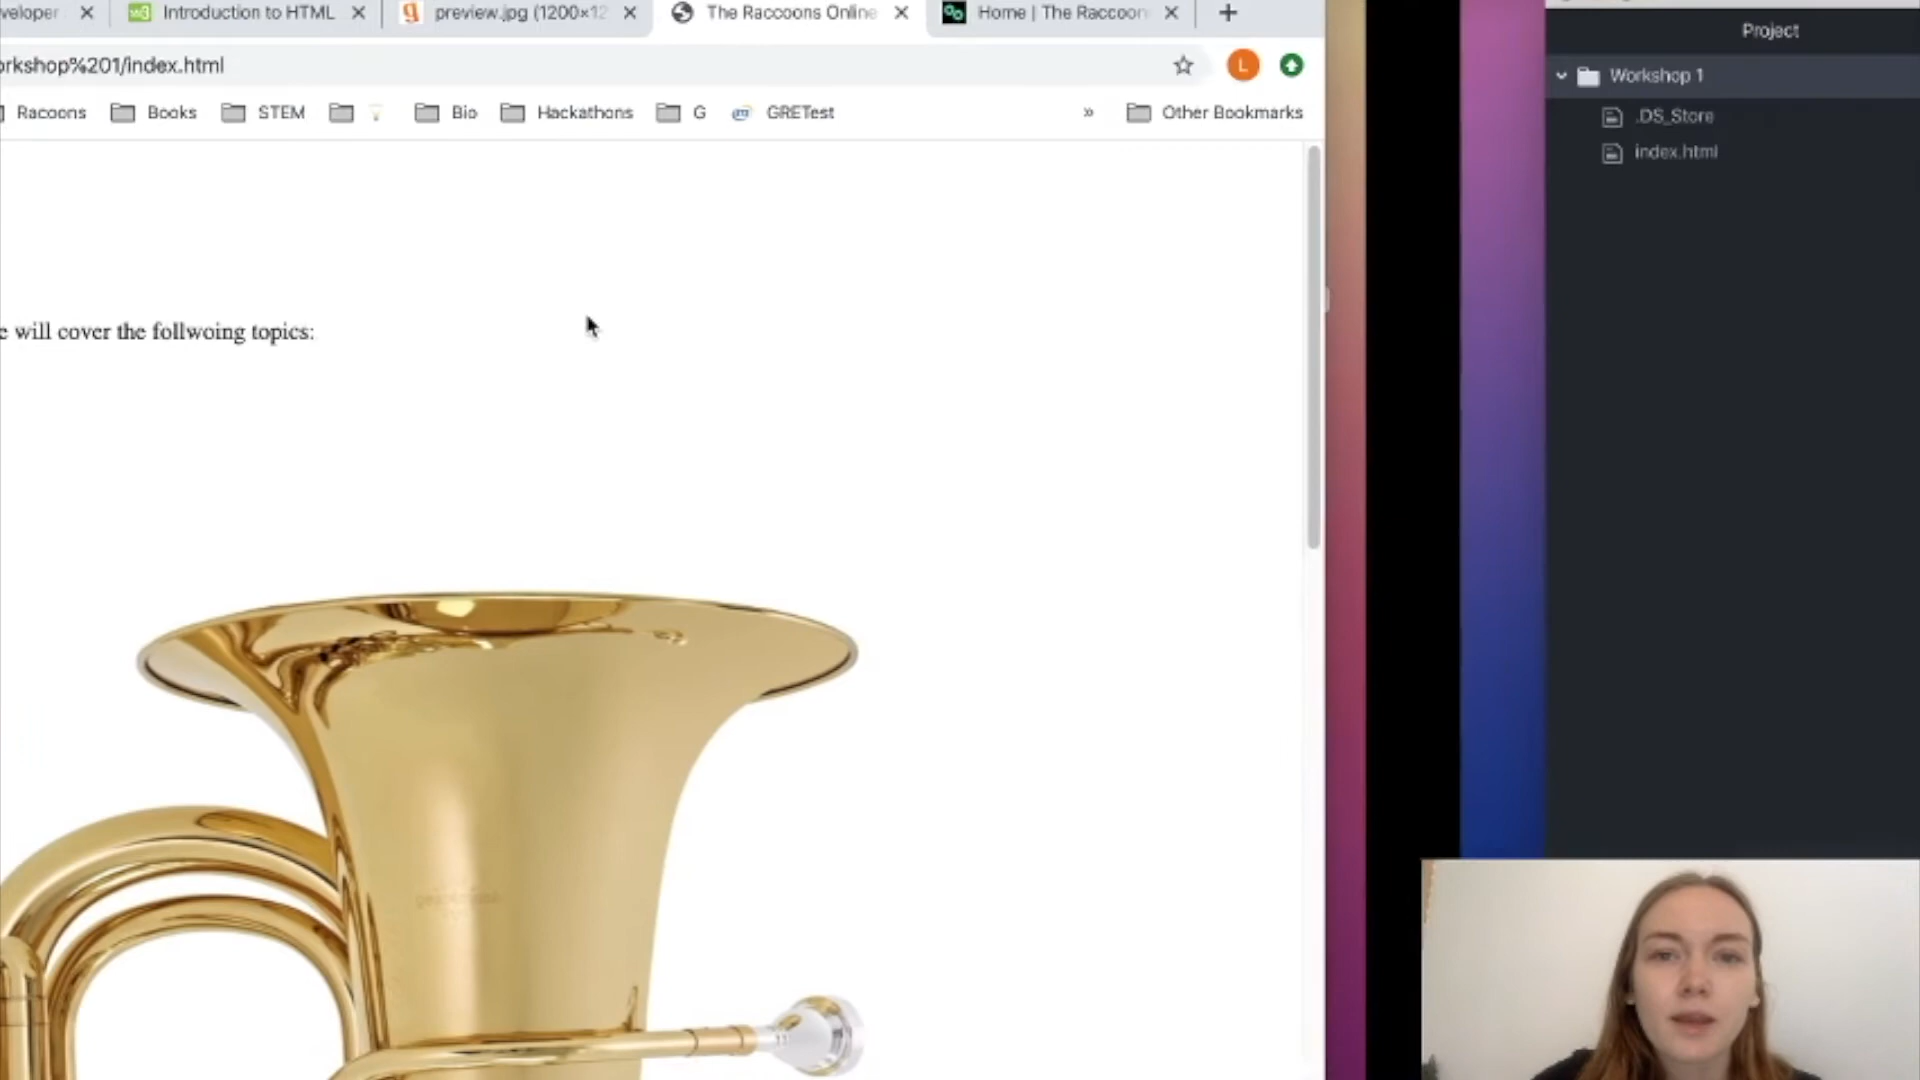 veloper
Introduction to HTML
preview.jpg (1200×12
The Raccoons Online
Home | The Raccoon
Project
orkshop%201/index.html
L
Workshop 1
Racoons
Books
STEM
Bio
Hackathons
G
GRETest
»
Other Bookmarks
.DS_Store
index.html
e will cover the follwoing topics: